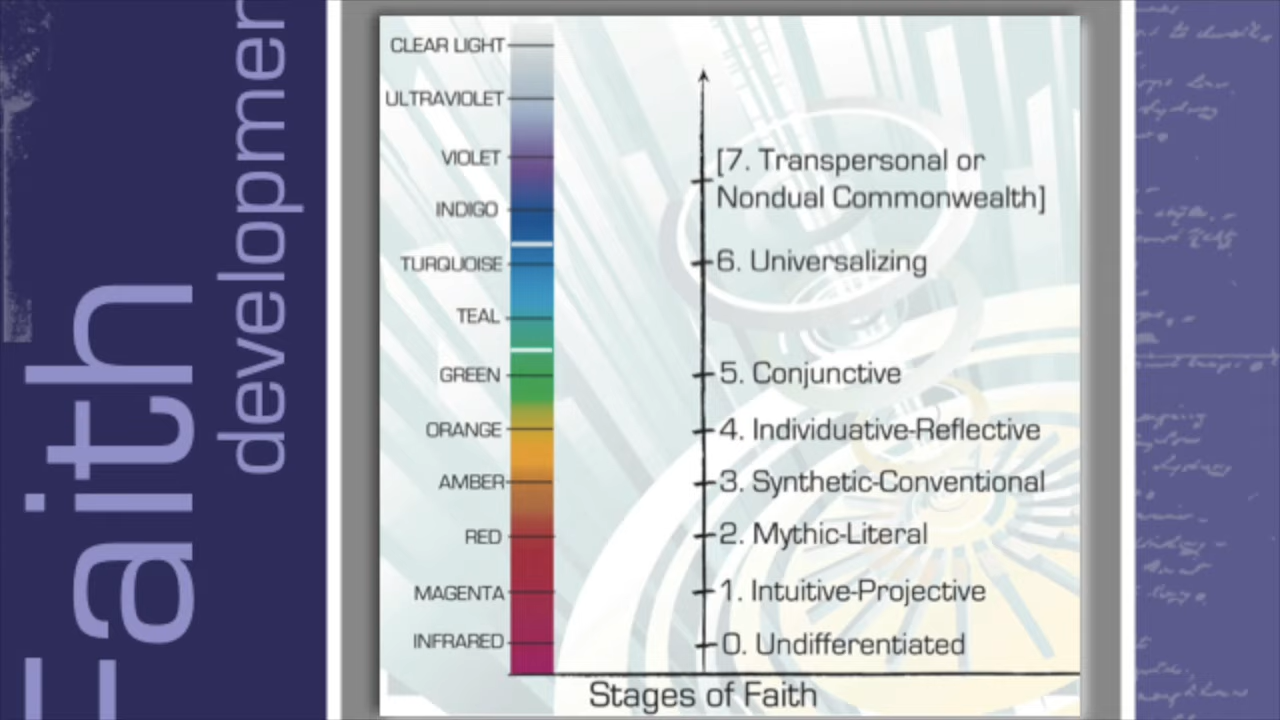 Faith
developmen
CLEAR LIGHT
ULTRAVIOLET
VIOLET
INDIGO
TURQUOISE
TEAL
GREEN
ORANGE
AMBER
RED
MAGENTA
INFRARED
[7. Transpersonal or
Nondual Commonwealth]
6. Universalizing
5. Conjunctive
4. Individuative-Reflective
3. Synthetic-Conventional
2. Mythic-Literal
1. Intuitive-Projective
0. Undifferentiated
Stages of Faith